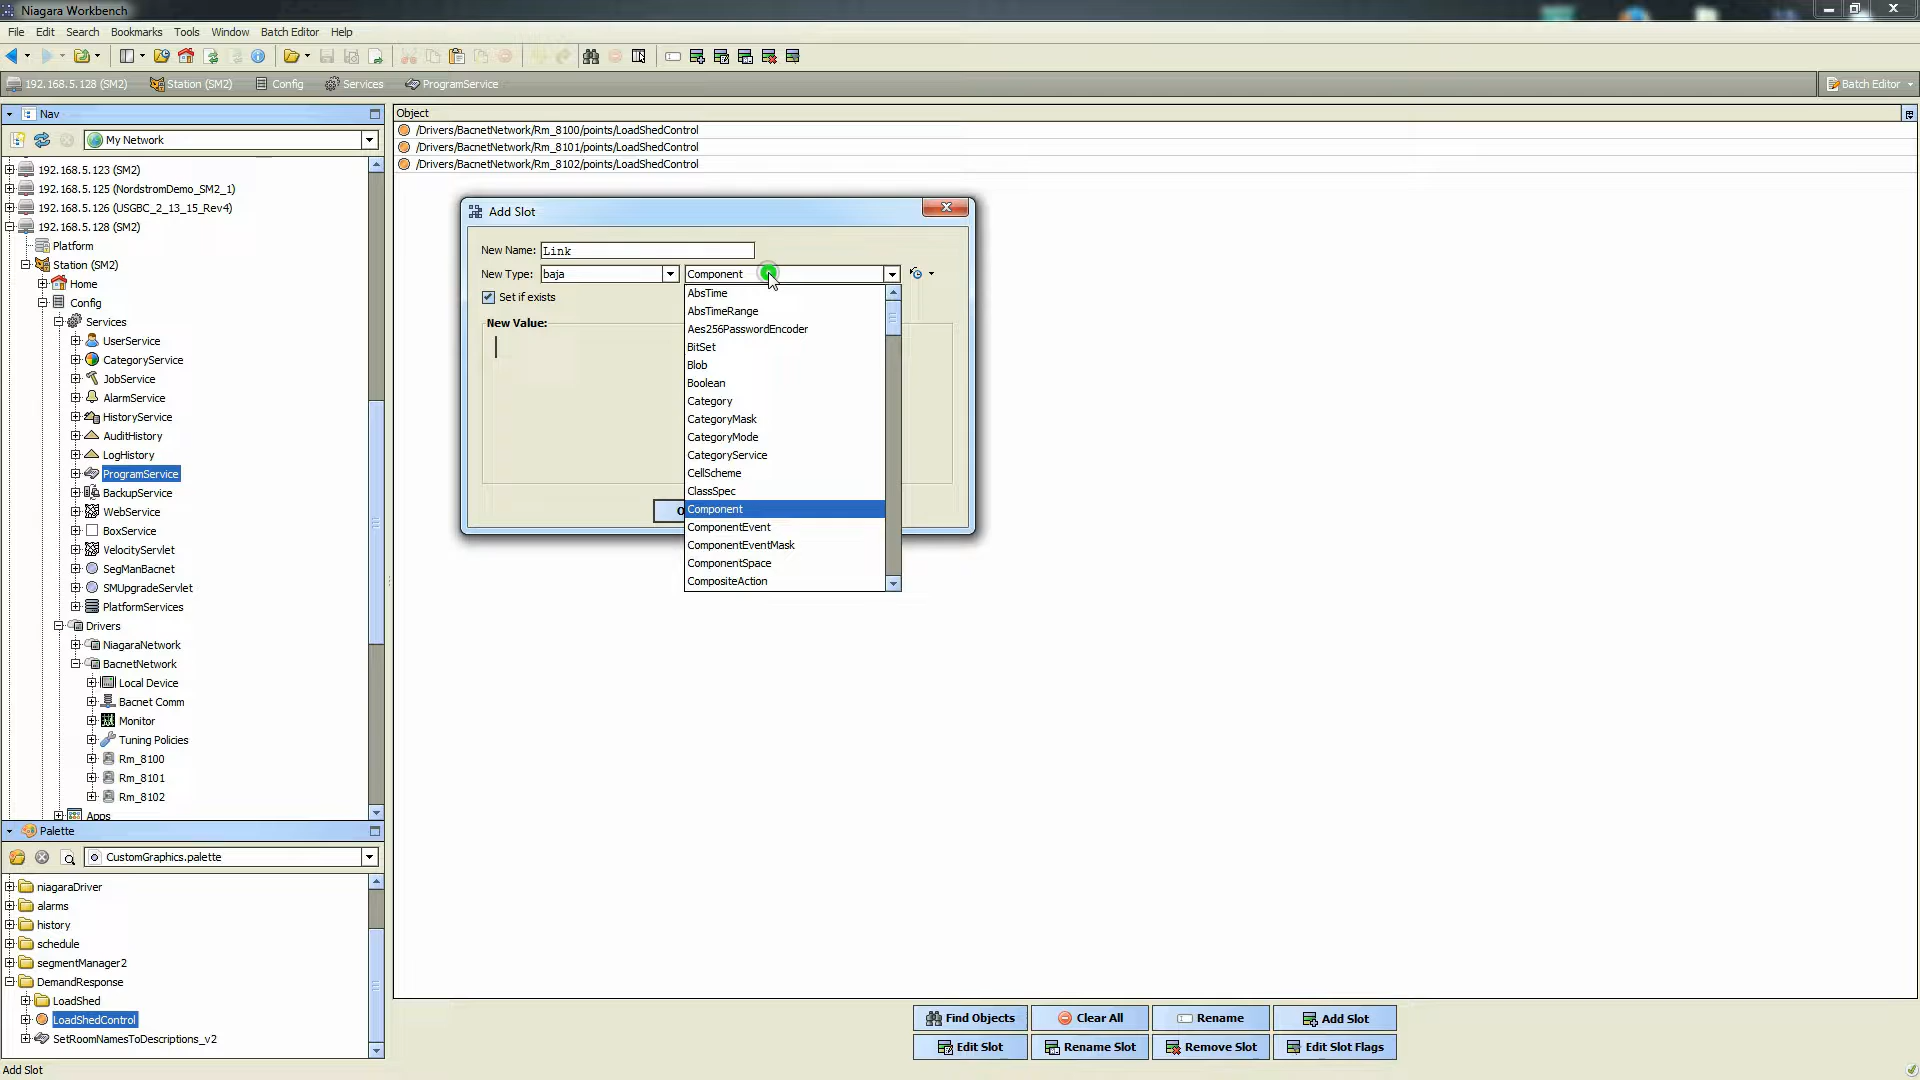 Niagara Workbench
File Edit Search Bookmarks Tools Window Batch Editor Help
192.168.5.128 (SM2) Station (SM2) Config Services ProgramService Batch Editor
Nav
My Network
192.168.5.123 (SM2)
192.168.5.125 (NordstromDemo_SM2_1)
192.168.5.126 (USGBC_2_13_15_Rev4)
192.168.5.128 (SM2)
Platform
Station (SM2)
Home
Config
Services
UserService
CategoryService
JobService
AlarmService
HistoryService
AuditHistory
LogHistory
ProgramService
BackupService
WebService
BoxService
VelocityServlet
SegManBacnet
SMUpgradeServlet
PlatformServices
Drivers
NiagaraNetwork
BacnetNetwork
Local Device
Bacnet Comm
Monitor
Tuning Policies
Rm_8100
Rm_8101
Rm_8102
Apps
Palette
CustomGraphics.palette
niagaraDriver
alarms
history
schedule
segmentManager2
DemandResponse
LoadShed
LoadShedControl
SetRoomNamesToDescriptions_v2
Add Slot
Object
/Drivers/BacnetNetwork/Rm_8100/points/LoadShedControl
/Drivers/BacnetNetwork/Rm_8101/points/LoadShedControl
/Drivers/BacnetNetwork/Rm_8102/points/LoadShedControl
Add Slot
New Name: Link
New Type: baja Component
Set if exists
New Value:
AbsTime
AbsTimeRange
Aes256PasswordEncoder
BitSet
Blob
Boolean
Category
CategoryMask
CategoryMode
CategoryService
CellScheme
ClassSpec
Component
ComponentEvent
ComponentEventMask
ComponentSpace
CompositeAction
Find Objects Clear All Rename Add Slot
Edit Slot Rename Slot Remove Slot Edit Slot Flags